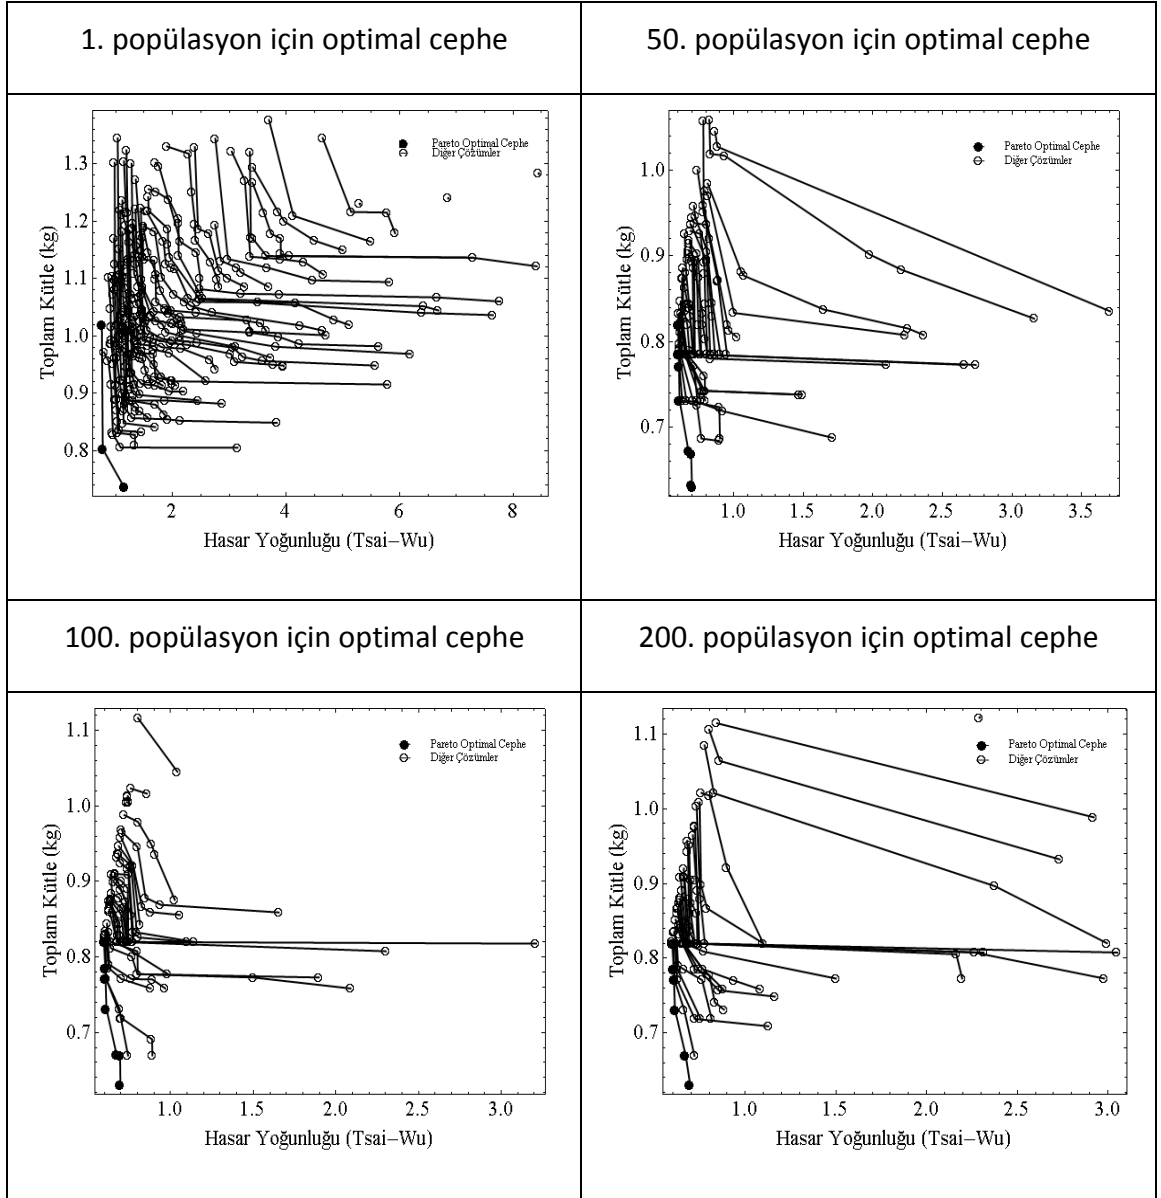 1. popülasyon için optimal cephe
50. popülasyon için optimal cephe
Pareto Optimal Cephe
Diğer Çözümler
1.3
1.2
1.1
1.0
0.9
0.8
Toplam Kütle (kg)
2
4
6
8
Hasar Yoğunluğu (Tsai–Wu)
Pareto Optimal Cephe
Diğer Çözümler
1.0
0.9
0.8
0.7
Toplam Kütle (kg)
1.0
1.5
2.0
2.5
3.0
3.5
Hasar Yoğunluğu (Tsai–Wu)
100. popülasyon için optimal cephe
200. popülasyon için optimal cephe
Pareto Optimal Cephe
Diğer Çözümler
1.1
1.0
0.9
0.8
0.7
Toplam Kütle (kg)
1.0
1.5
2.0
2.5
3.0
Hasar Yoğunluğu (Tsai–Wu)
Pareto Optimal Cephe
Diğer Çözümler
1.1
1.0
0.9
0.8
0.7
Toplam Kütle (kg)
1.0
1.5
2.0
2.5
3.0
Hasar Yoğunluğu (Tsai–Wu)